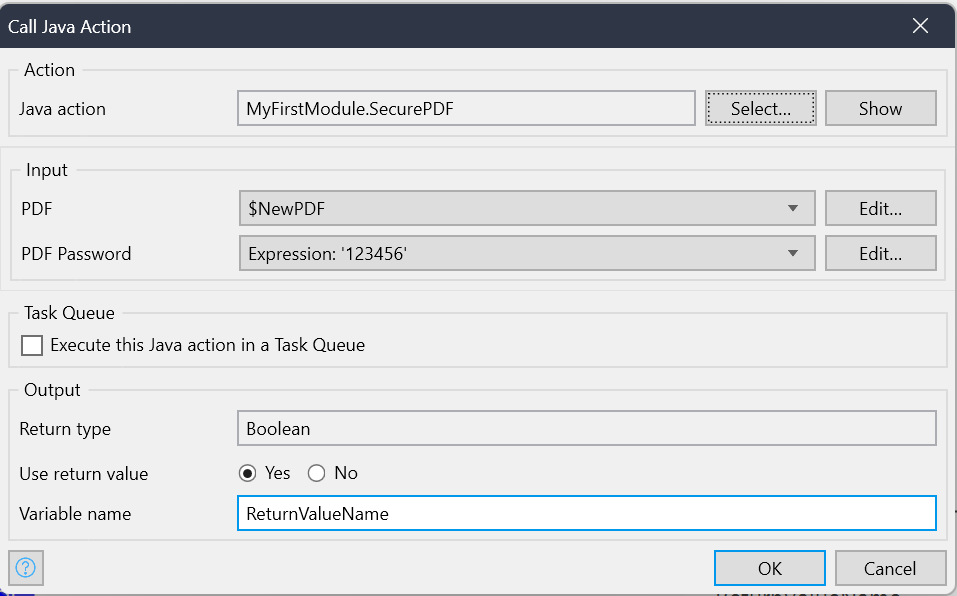 Call Java Action
Action
Java action MyFirstModule.SecurePDF Select... Show
Input
PDF $NewPDF Edit...
PDF Password Expression: '123456' Edit...
Task Queue
Execute this Java action in a Task Queue
Output
Return type Boolean
Use return value Yes No
Variable name ReturnValueName
? OK Cancel